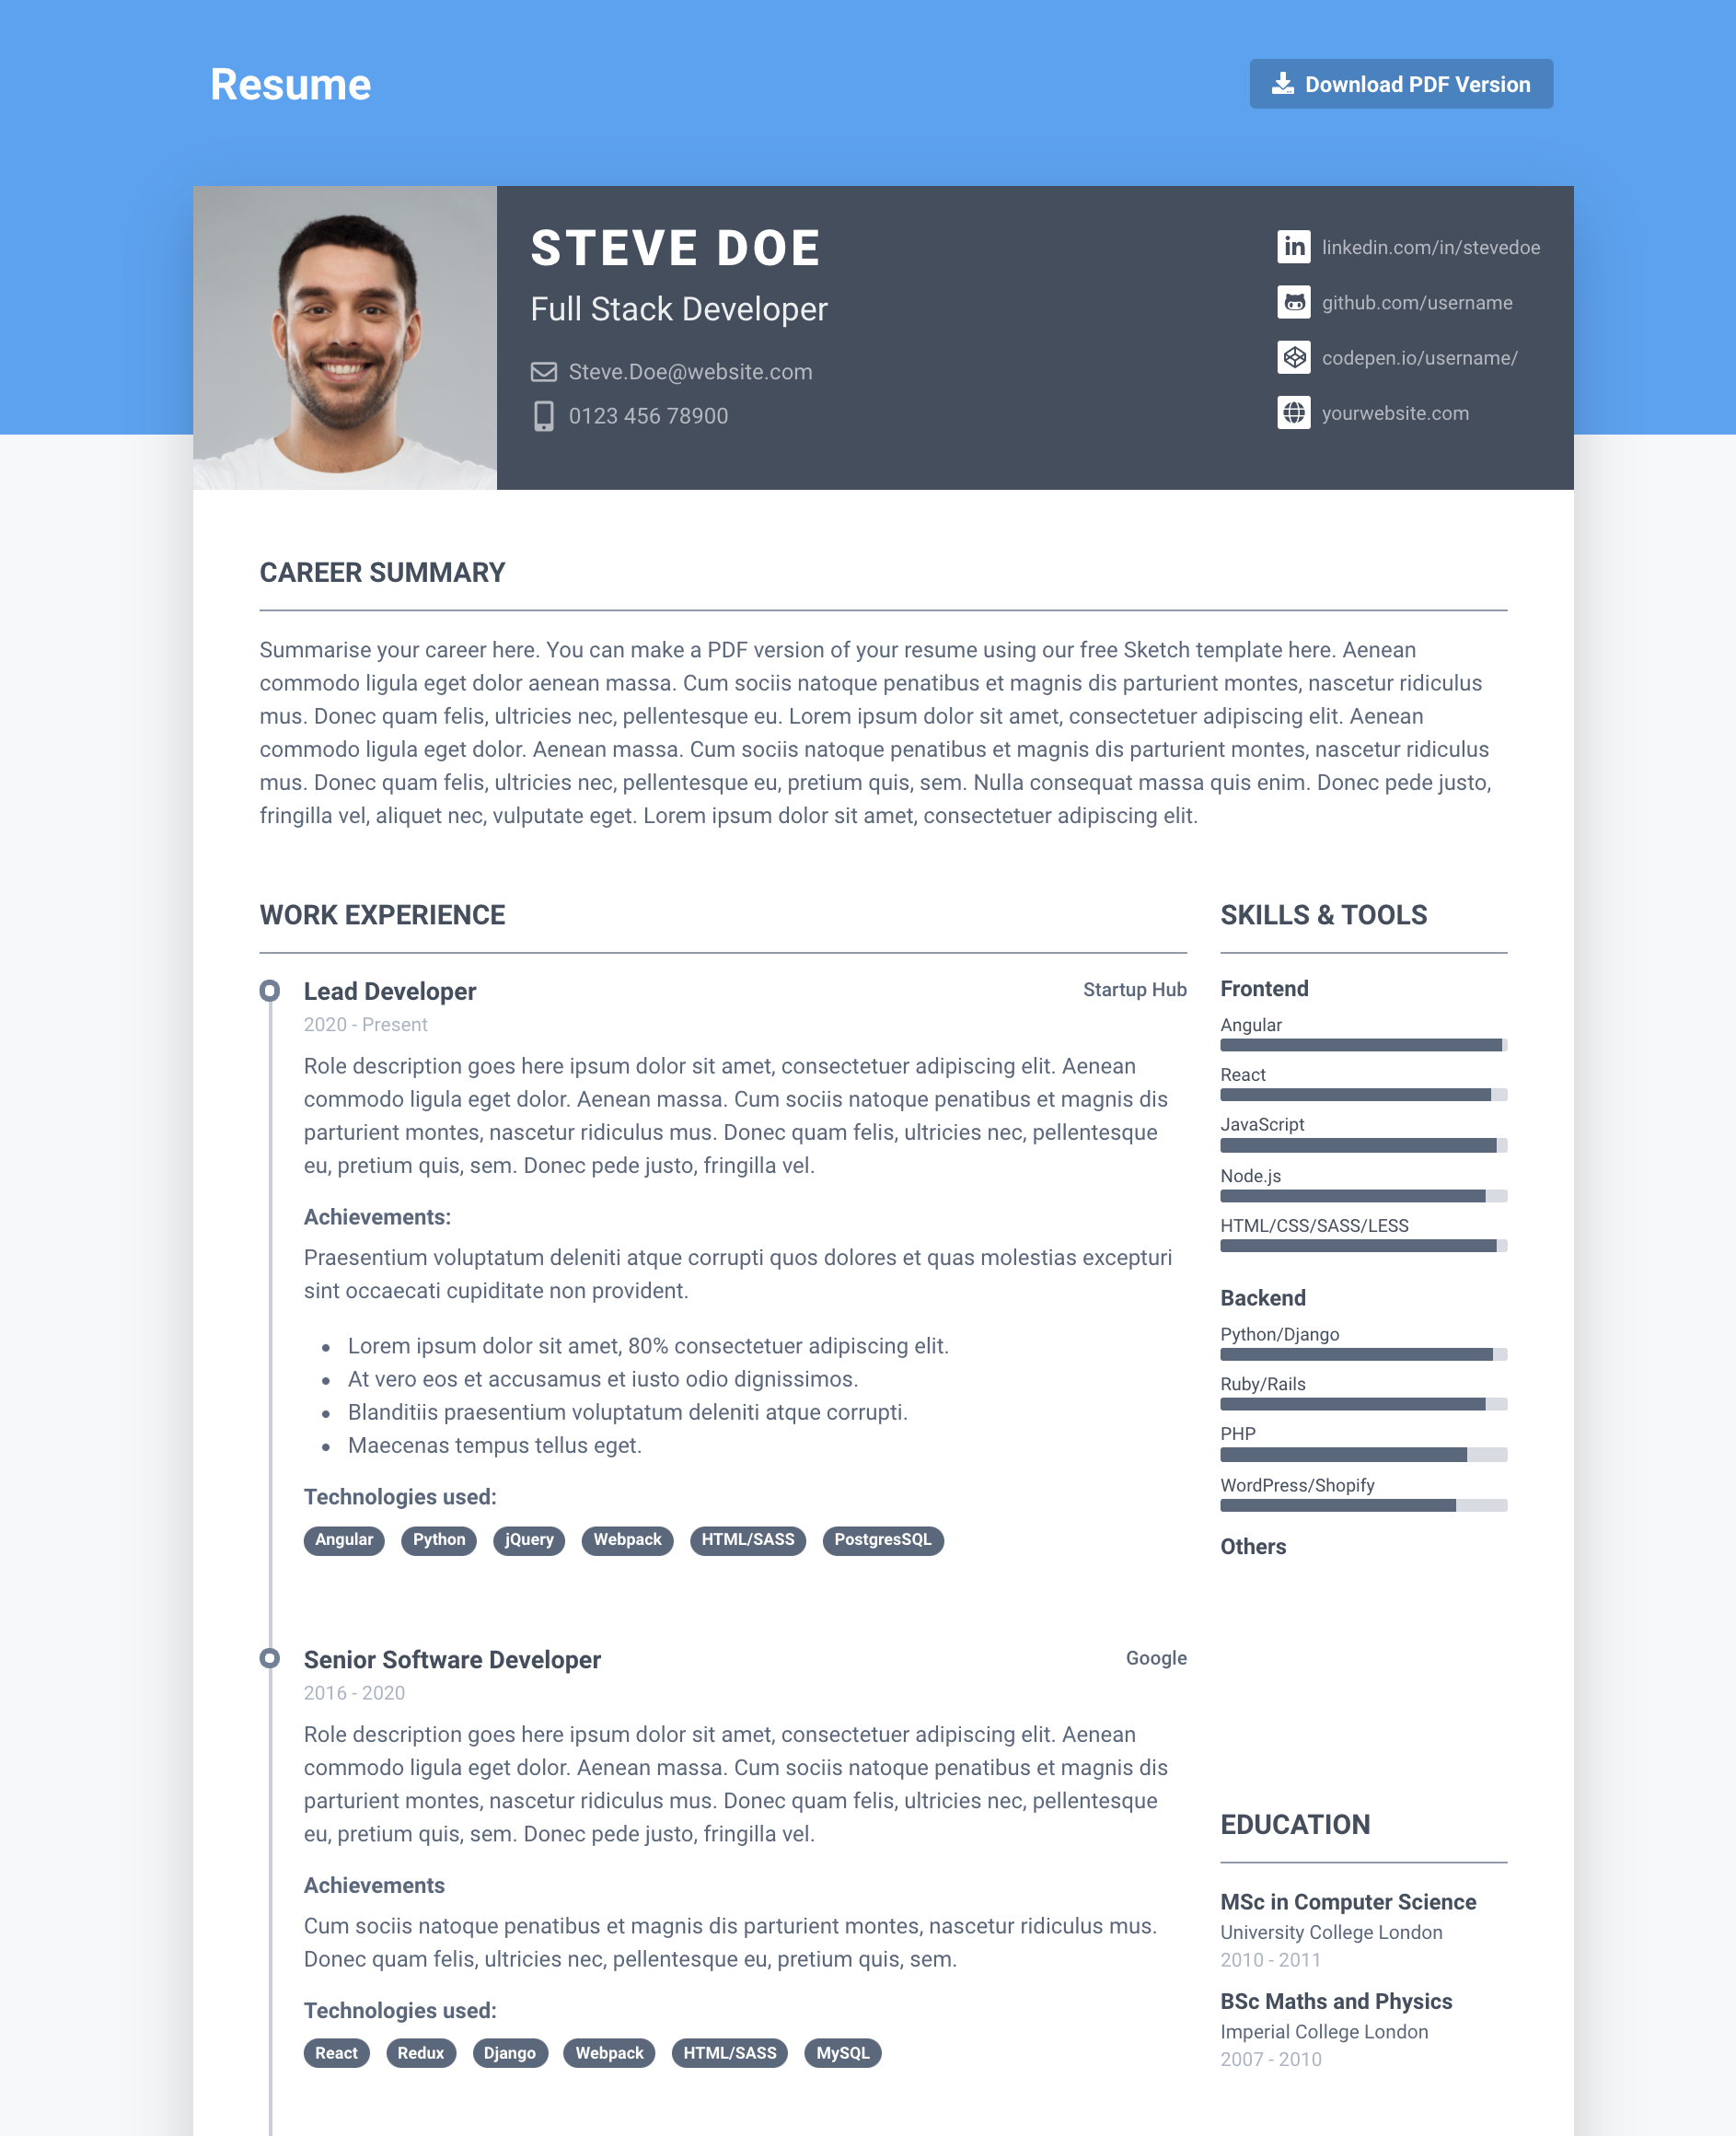 Resume
Download PDF Version
STEVE DOE
Full Stack Developer
Steve.Doe@website.com
0123 456 78900
linkedin.com/in/stevedoe
github.com/username
codepen.io/username/
yourwebsite.com
CAREER SUMMARY
Summarise your career here. You can make a PDF version of your resume using our free Sketch template here. Aenean
commodo ligula eget dolor aenean massa. Cum sociis natoque penatibus et magnis dis parturient montes, nascetur ridiculus
mus. Donec quam felis, ultricies nec, pellentesque eu. Lorem ipsum dolor sit amet, consectetuer adipiscing elit. Aenean
commodo ligula eget dolor. Aenean massa. Cum sociis natoque penatibus et magnis dis parturient montes, nascetur ridiculus
mus. Donec quam felis, ultricies nec, pellentesque eu, pretium quis, sem. Nulla consequat massa quis enim. Donec pede justo,
fringilla vel, aliquet nec, vulputate eget. Lorem ipsum dolor sit amet, consectetuer adipiscing elit.
WORK EXPERIENCE
Lead Developer
Startup Hub
2020 - Present
Role description goes here ipsum dolor sit amet, consectetuer adipiscing elit. Aenean
commodo ligula eget dolor. Aenean massa. Cum sociis natoque penatibus et magnis dis
parturient montes, nascetur ridiculus mus. Donec quam felis, ultricies nec, pellentesque
eu, pretium quis, sem. Donec pede justo, fringilla vel.
Achievements:
Praesentium voluptatum deleniti atque corrupti quos dolores et quas molestias excepturi
sint occaecati cupiditate non provident.
• Lorem ipsum dolor sit amet, 80% consectetuer adipiscing elit.
• At vero eos et accusamus et iusto odio dignissimos.
• Blanditiis praesentium voluptatum deleniti atque corrupti.
• Maecenas tempus tellus eget.
Technologies used:
Angular Python jQuery Webpack HTML/SASS PostgresSQL
Senior Software Developer
Google
2016 - 2020
Role description goes here ipsum dolor sit amet, consectetuer adipiscing elit. Aenean
commodo ligula eget dolor. Aenean massa. Cum sociis natoque penatibus et magnis dis
parturient montes, nascetur ridiculus mus. Donec quam felis, ultricies nec, pellentesque
eu, pretium quis, sem. Donec pede justo, fringilla vel.
Achievements
Cum sociis natoque penatibus et magnis dis parturient montes, nascetur ridiculus mus.
Donec quam felis, ultricies nec, pellentesque eu, pretium quis, sem.
Technologies used:
React Redux Django Webpack HTML/SASS MySQL
SKILLS & TOOLS
Frontend
Angular
React
JavaScript
Node.js
HTML/CSS/SASS/LESS
Backend
Python/Django
Ruby/Rails
PHP
WordPress/Shopify
Others
EDUCATION
MSc in Computer Science
University College London
2010 - 2011
BSc Maths and Physics
Imperial College London
2007 - 2010